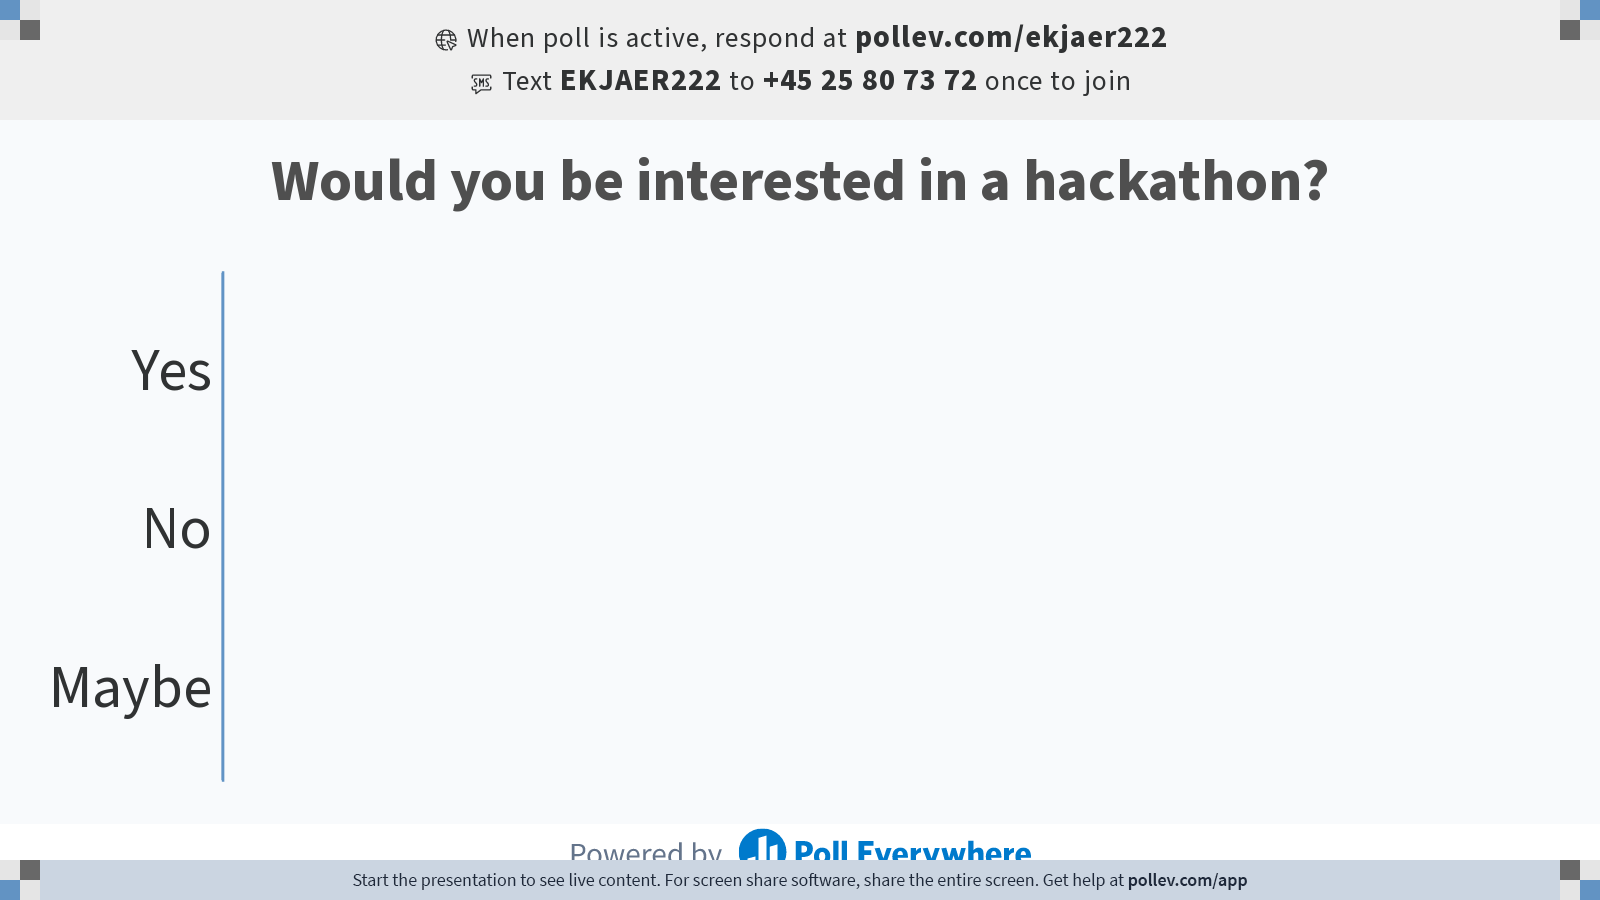 When poll is active, respond at pollev.com/ekjaer222
SMS Text EKJAER222 to +45 25 80 73 72 once to join
Would you be interested in a hackathon?
Yes
No
Maybe
Powered by Poll Everywhere
Start the presentation to see live content. For screen share software, share the entire screen. Get help at pollev.com/app